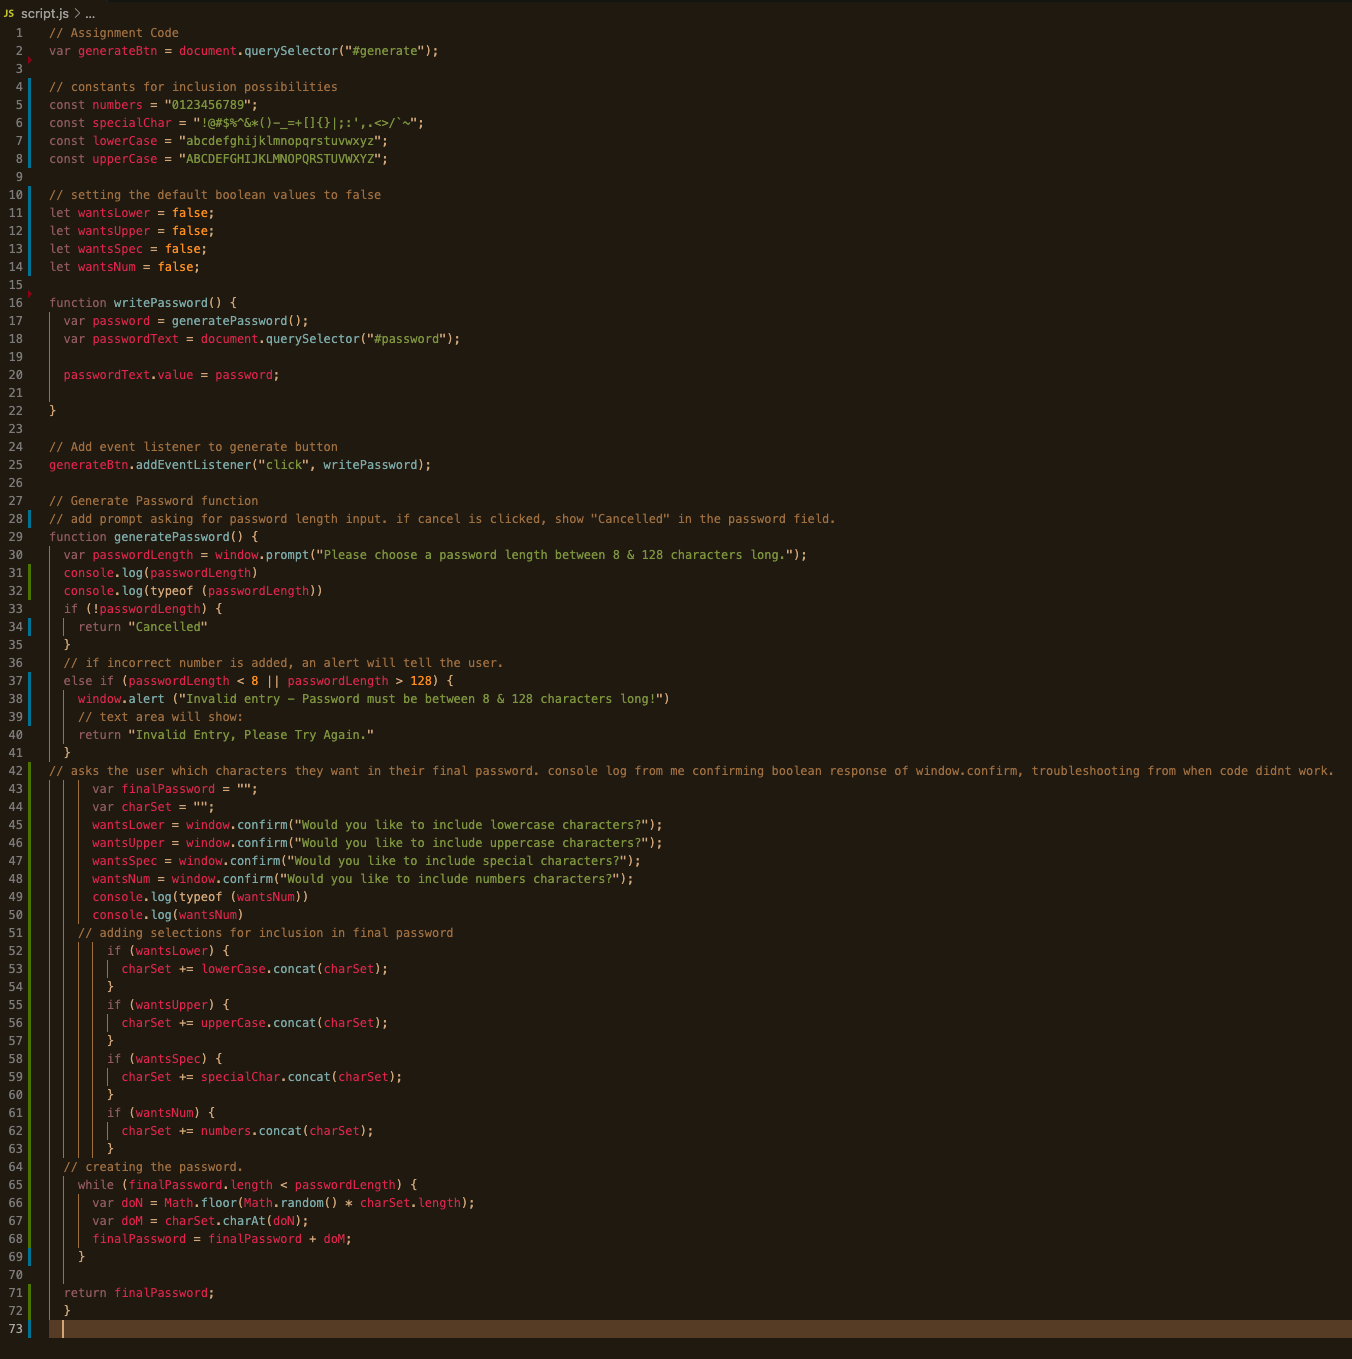 JS script.js > ...
1 // Assignment Code
2 var generateBtn = document.querySelector("#generate");
3
4 // constants for inclusion possibilities
5 const numbers = "0123456789";
6 const specialChar = "!@#$%^&*()-_=+[]{}|;:',.<>/`~";
7 const lowerCase = "abcdefghijklmnopqrstuvwxyz";
8 const upperCase = "ABCDEFGHIJKLMNOPQRSTUVWXYZ";
9
10 // setting the default boolean values to false
11 let wantsLower = false;
12 let wantsUpper = false;
13 let wantsSpec = false;
14 let wantsNum = false;
15
16 function writePassword() {
17 var password = generatePassword();
18 var passwordText = document.querySelector("#password");
19
20 passwordText.value = password;
21
22 }
23
24 // Add event listener to generate button
25 generateBtn.addEventListener("click", writePassword);
26
27 // Generate Password function
28 // add prompt asking for password length input. if cancel is clicked, show "Cancelled" in the password field.
29 function generatePassword() {
30 var passwordLength = window.prompt("Please choose a password length between 8 & 128 characters long.");
31 console.log(passwordLength)
32 console.log(typeof (passwordLength))
33 if (!passwordLength) {
34 return "Cancelled"
35 }
36 // if incorrect number is added, an alert will tell the user.
37 else if (passwordLength < 8 || passwordLength > 128) {
38 window.alert ("Invalid entry - Password must be between 8 & 128 characters long!")
39 // text area will show:
40 return "Invalid Entry, Please Try Again."
41 }
42 // asks the user which characters they want in their final password. console log from me confirming boolean response of window.confirm, troubleshooting from when code didnt work.
43 var finalPassword = "";
44 var charSet = "";
45 wantsLower = window.confirm("Would you like to include lowercase characters?");
46 wantsUpper = window.confirm("Would you like to include uppercase characters?");
47 wantsSpec = window.confirm("Would you like to include special characters?");
48 wantsNum = window.confirm("Would you like to include numbers characters?");
49 console.log(typeof (wantsNum))
50 console.log(wantsNum)
51 // adding selections for inclusion in final password
52 if (wantsLower) {
53 charSet += lowerCase.concat(charSet);
54 }
55 if (wantsUpper) {
56 charSet += upperCase.concat(charSet);
57 }
58 if (wantsSpec) {
59 charSet += specialChar.concat(charSet);
60 }
61 if (wantsNum) {
62 charSet += numbers.concat(charSet);
63 }
64 // creating the password.
65 while (finalPassword.length < passwordLength) {
66 var doN = Math.floor(Math.random() * charSet.length);
67 var doM = charSet.charAt(doN);
68 finalPassword = finalPassword + doM;
69 }
70
71 return finalPassword;
72 }
73